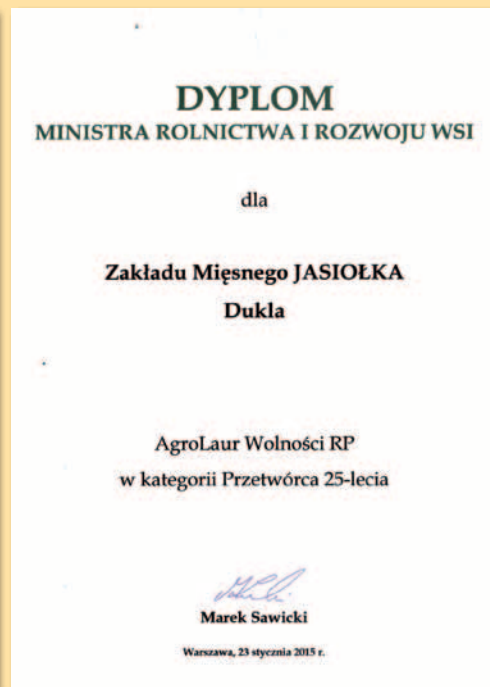 DYPLOM
MINISTRA ROLNICTWA I ROZWOJU WSI
dla
Zakładu Mięsnego JASIOŁKA
Dukla
AgroLaur Wolności RP
w kategorii Przetwórca 25-lecia
Marek Sawicki
Warszawa, 23 stycznia 2015 r.